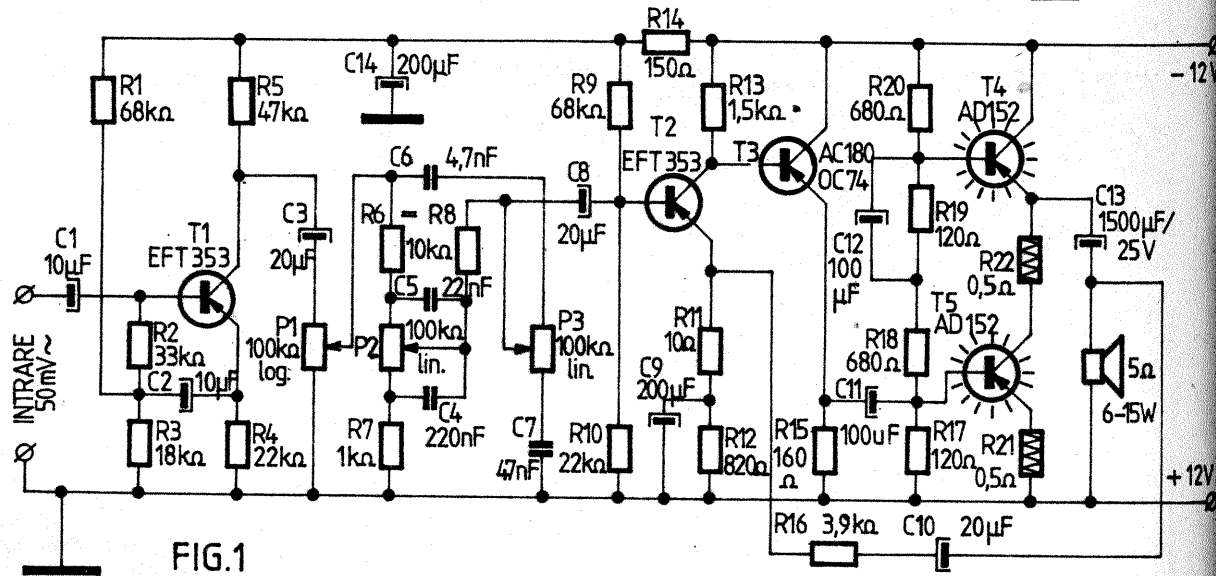 R14
150Ω
- 12V
C14
200µF
R1
68kΩ
R5
47kΩ
R9
68kΩ
R13
1,5kΩ
R20
680Ω
T4
AD152
T2
EFT353
T3
AC180
OC74
C6
4,7nF
C8
20µF
C3
20µF
R6
10kΩ
R8
C5
22nF
R19
120Ω
C13
1500µF/
25V
C1
10µF
T1
EFT353
C12
100
µF
R22
0,5Ω
INTRARE
50mV~
R2
33kΩ
P1
100kΩ
log.
P2
100kΩ
lin.
P3
100kΩ
lin.
R11
10Ω
R18
680Ω
T5
AD152
5Ω
6-15W
C2
10µF
C9
200µF
C11
100uF
R3
18kΩ
R4
22kΩ
R7
1kΩ
C4
220nF
C7
47nF
R10
22kΩ
R12
820Ω
R15
160
Ω
R17
120Ω
R21
0,5Ω
+ 12V
R16
3,9kΩ
C10
20µF
FIG.1